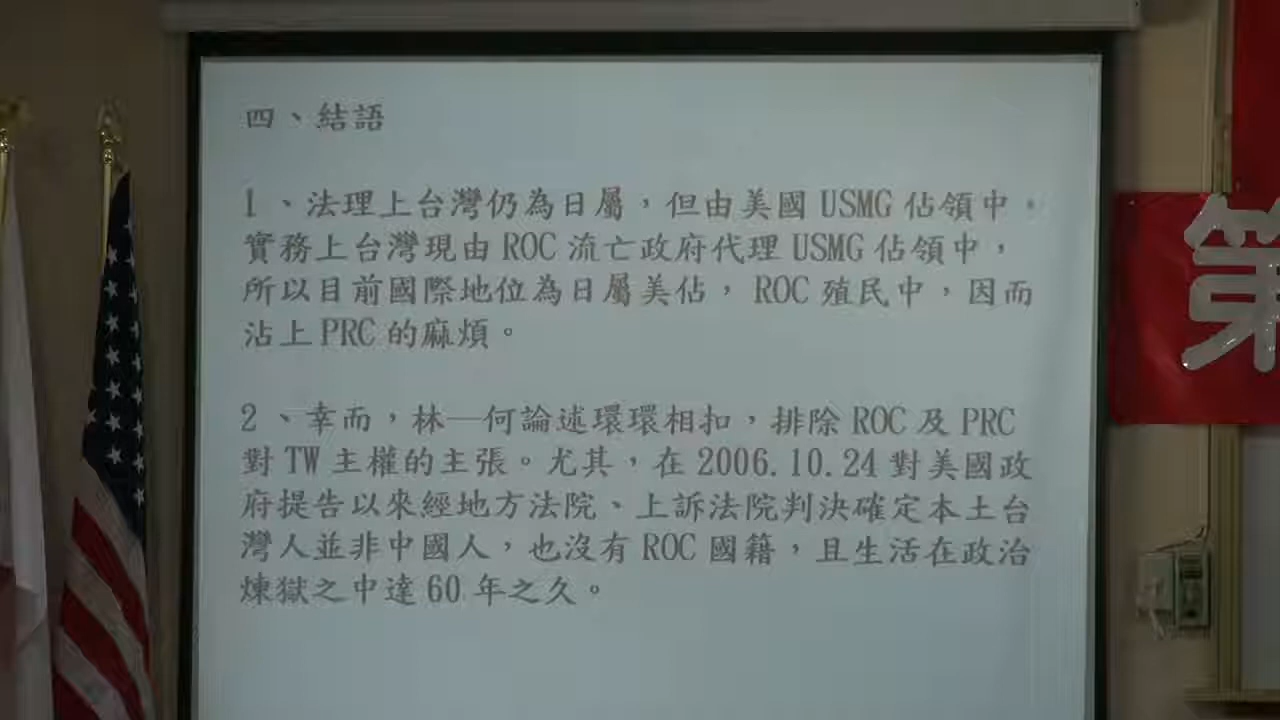 四、結語
1、法理上台灣仍為日屬，但由美國 USMG 佔領中。
實務上台灣現由 ROC 流亡政府代理 USMG 佔領中，
所以目前國際地位為日屬美佔， ROC 殖民中，因而
沾上 PRC 的麻煩。
2、幸而，林—何論述環環相扣，排除 ROC 及 PRC
對 TW 主權的主張。尤其，在 2006.10.24 對美國政
府提告以來經地方法院、上訴法院判決確定本土台
灣人並非中國人，也沒有 ROC 國籍，且生活在政治
煉獄之中達 60 年之久。
第